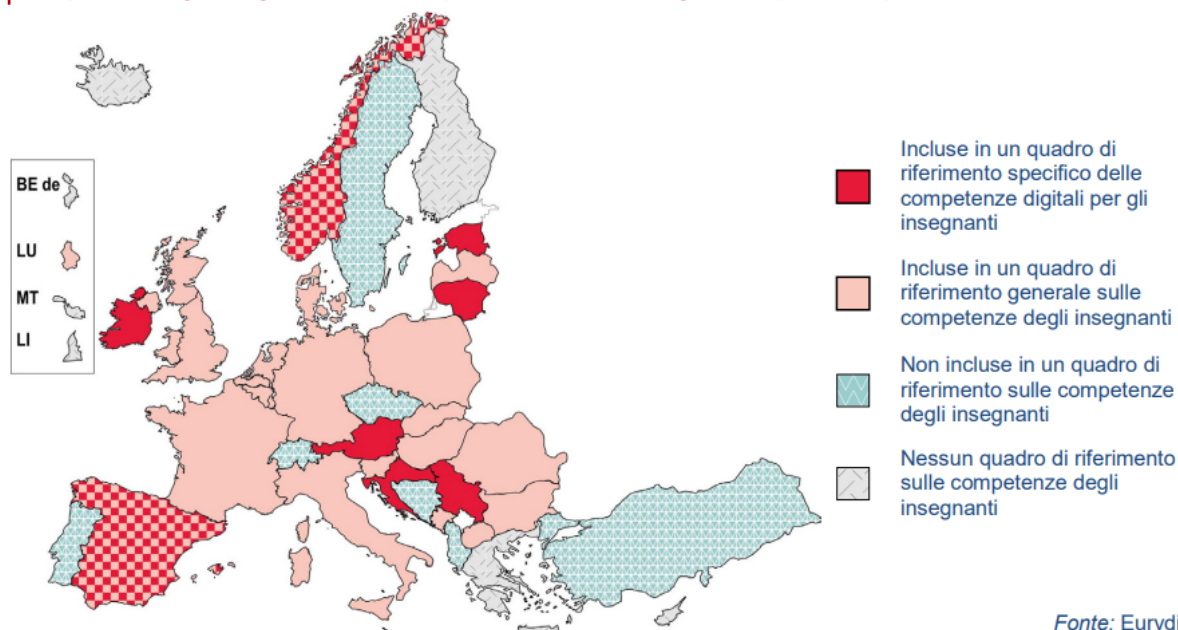 BE de
LU
MT
LI
Incluse in un quadro di
riferimento specifico delle
competenze digitali per gli
insegnanti
Incluse in un quadro di
riferimento generale sulle
competenze degli insegnanti
Non incluse in un quadro di
riferimento sulle competenze
degli insegnanti
Nessun quadro di riferimento
sulle competenze degli
insegnanti
Fonte: